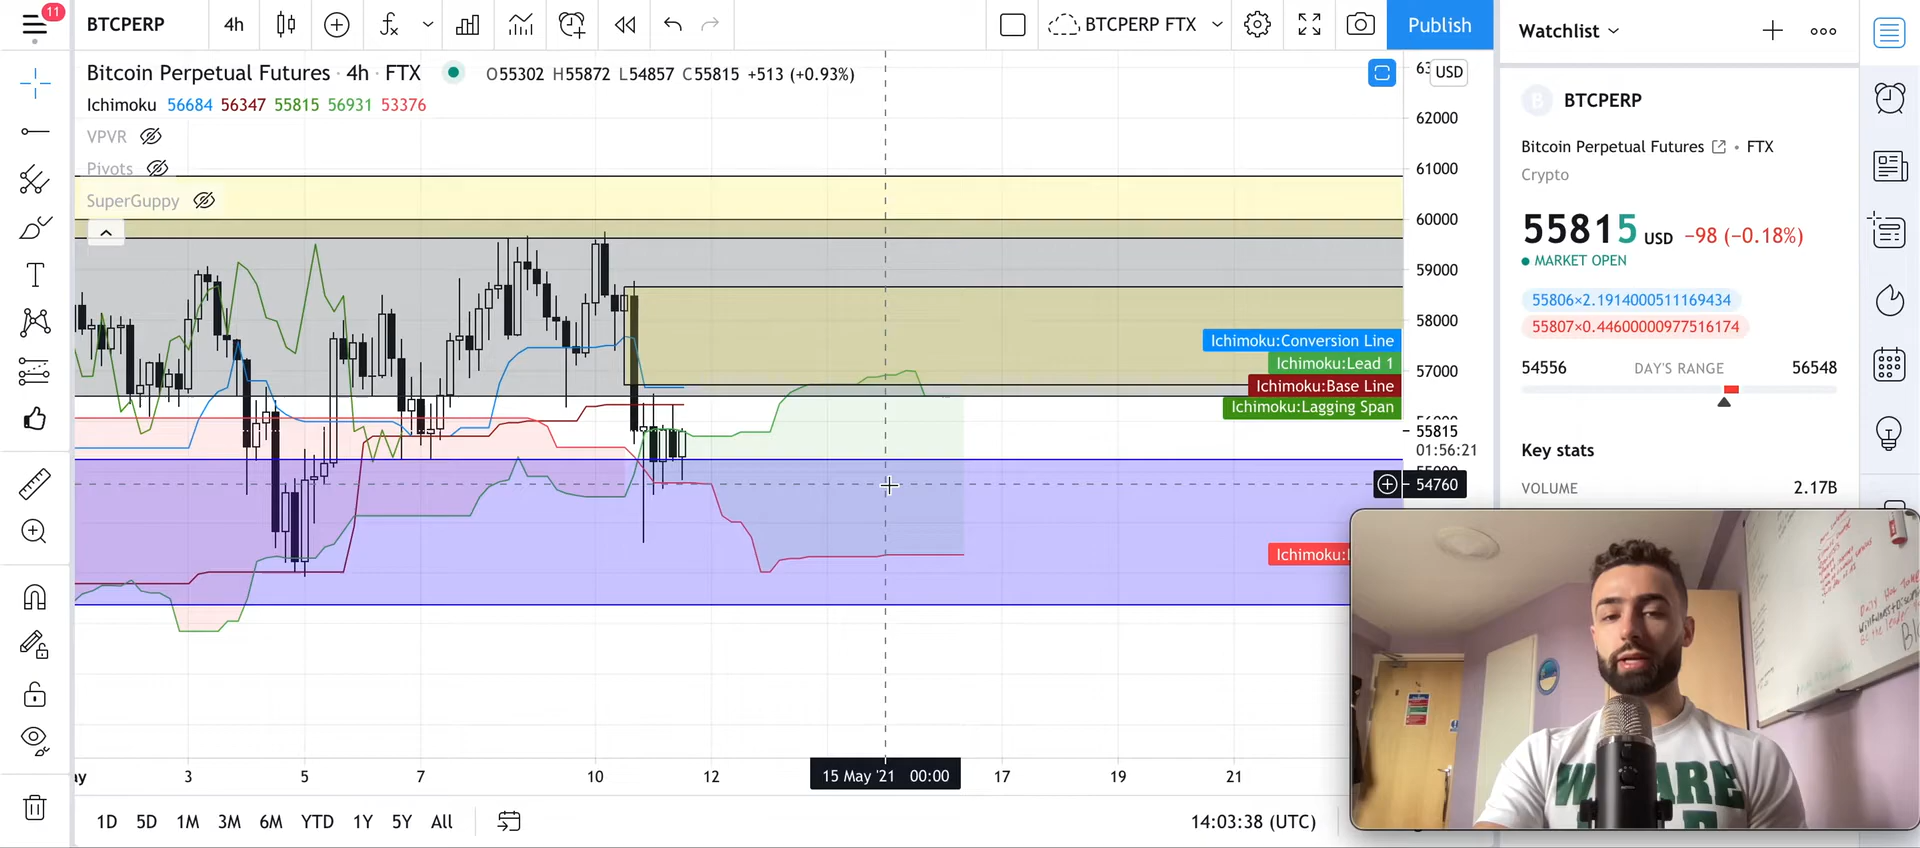 11
BTCPERP
4h
BTCPERP FTX
Publish
Watchlist
Bitcoin Perpetual Futures · 4h · FTX
O55302 H55872 L54857 C55815 +513 (+0.93%)
USD
Ichimoku 56684 56347 55815 56931 53376
VPVR
Pivots
SuperGuppy
62000
61000
60000
59000
58000
57000
55815
01:56:21
54760
Ichimoku:Conversion Line
Ichimoku:Lead 1
Ichimoku:Base Line
Ichimoku:Lagging Span
3
5
7
10
12
15 May '21 00:00
17
19
21
1D 5D 1M 3M 6M YTD 1Y 5Y All
14:03:38 (UTC)
B
BTCPERP
Bitcoin Perpetual Futures • FTX
Crypto
55815 USD −98 (−0.18%)
MARKET OPEN
55806×2.1914000511169434
55807×0.44600000977516174
54556 DAY'S RANGE 56548
Key stats
VOLUME 2.17B